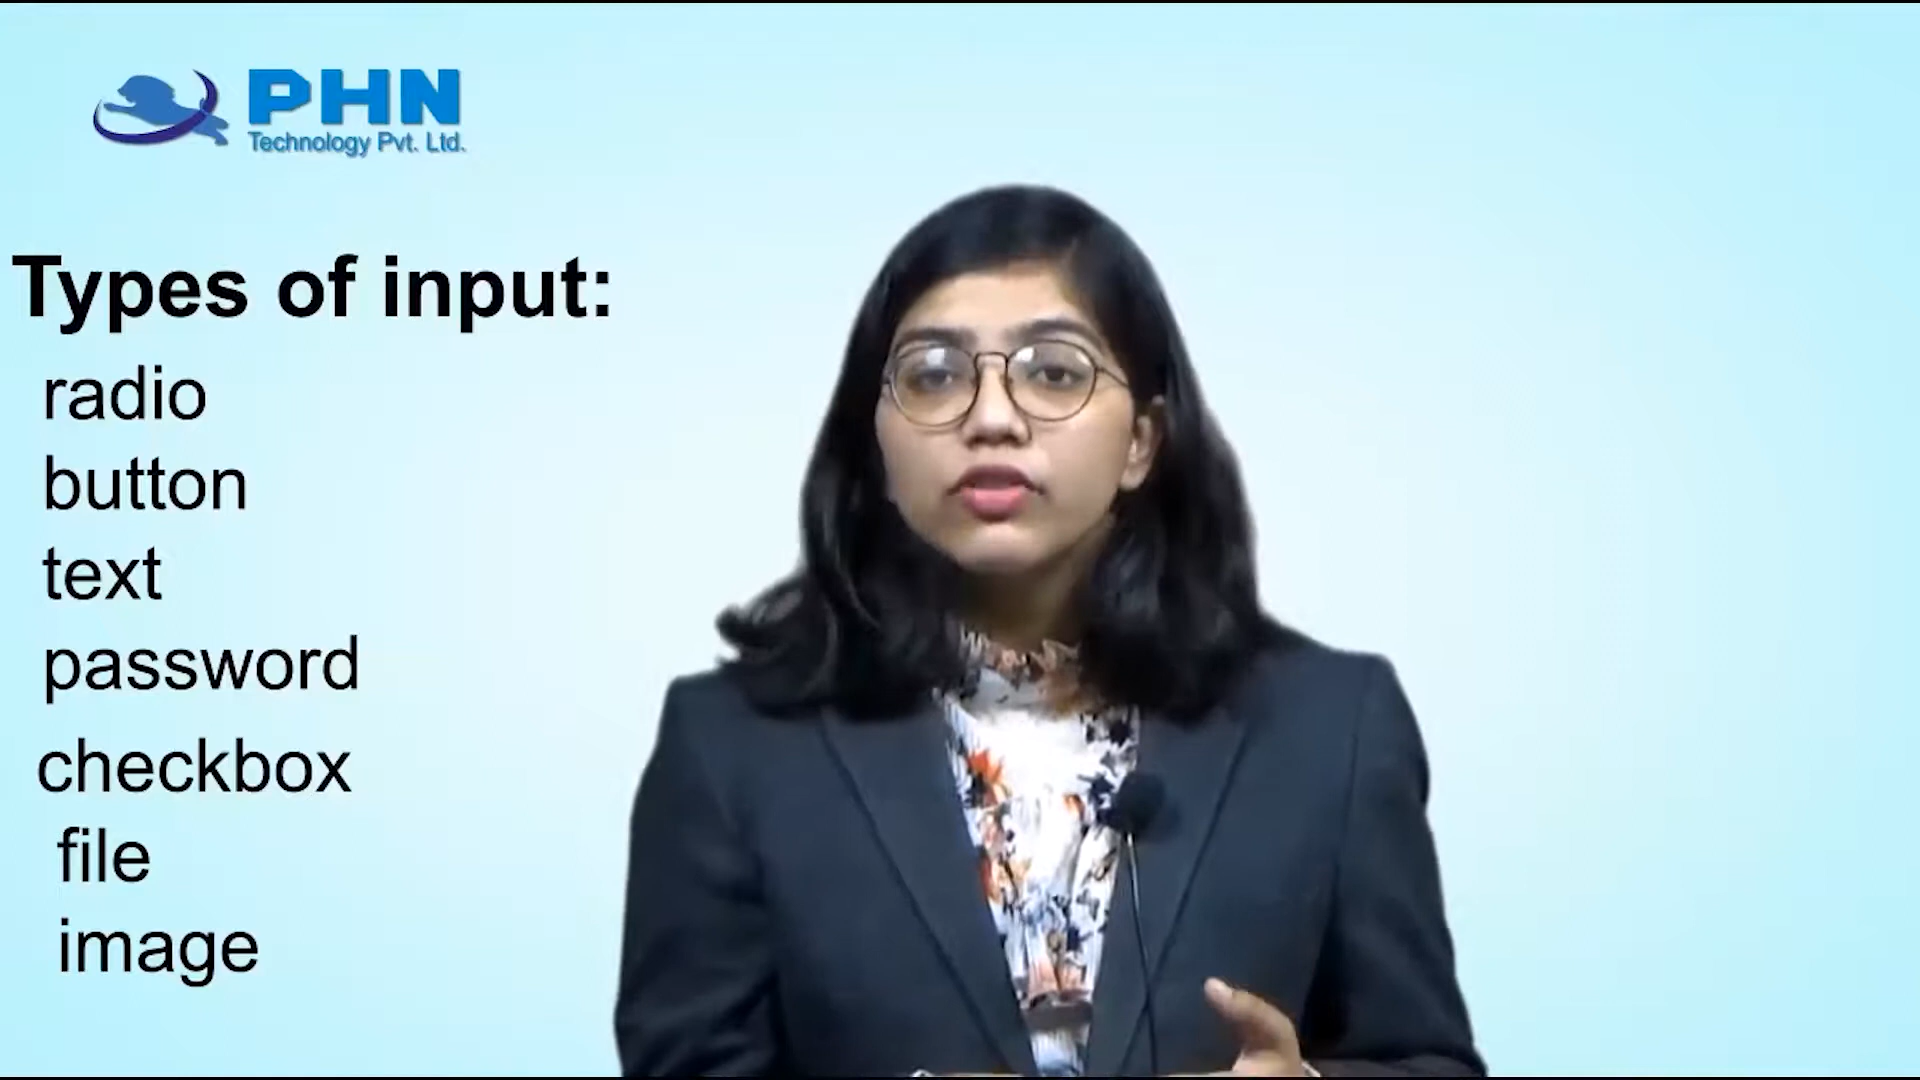 PHN
Technology Pvt. Ltd.
Types of input:
radio
button
text
password
checkbox
file
image